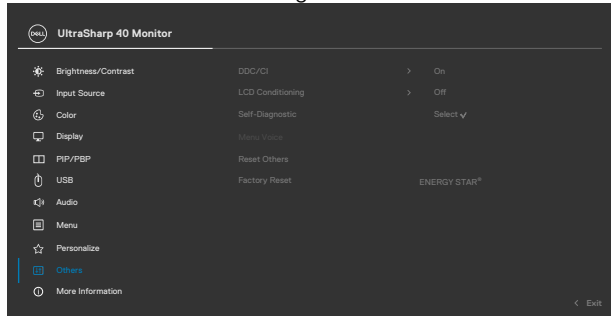 DELL UltraSharp 40 Monitor
Brightness/Contrast DDC/CI > On
Input Source LCD Conditioning > Off
Color Self-Diagnostic Select ✓
Display Menu Voice
PIP/PBP Reset Others
USB Factory Reset ENERGY STAR®
Audio
Menu
Personalize
Others
More Information
< Exit